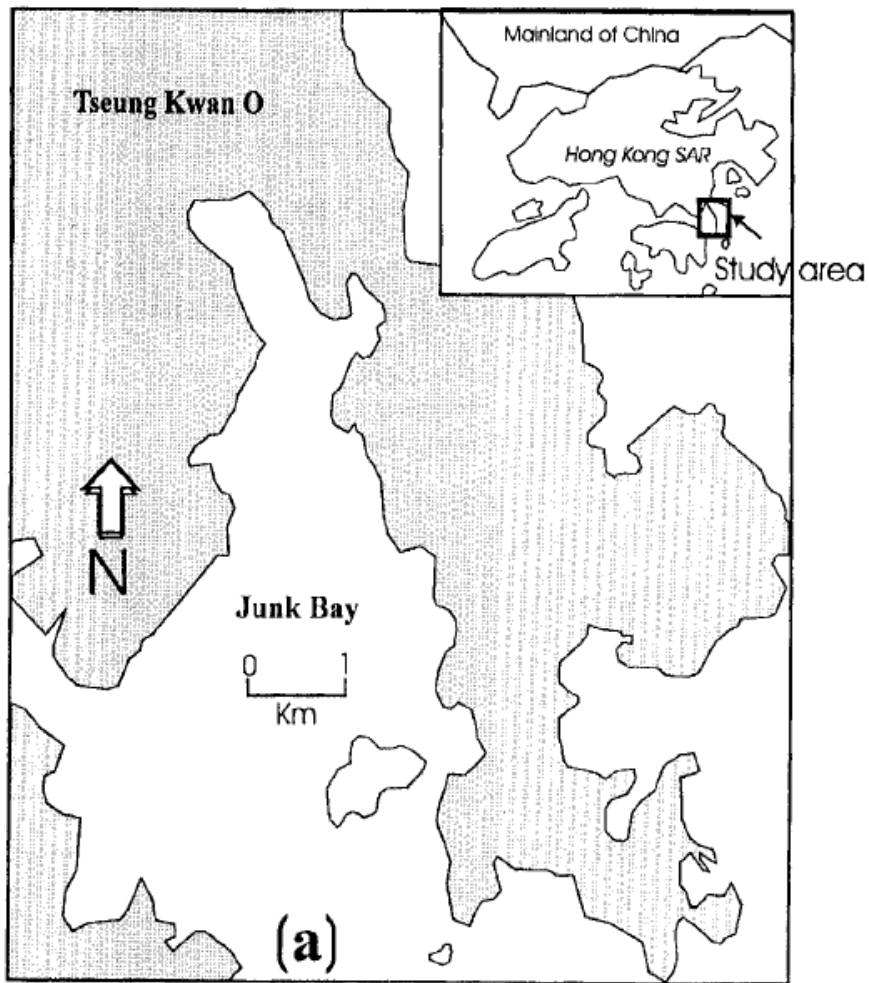 Mainland of China
Tseung Kwan O
Hong Kong SAR
Study area
N
Junk Bay
0 1
Km
(a)